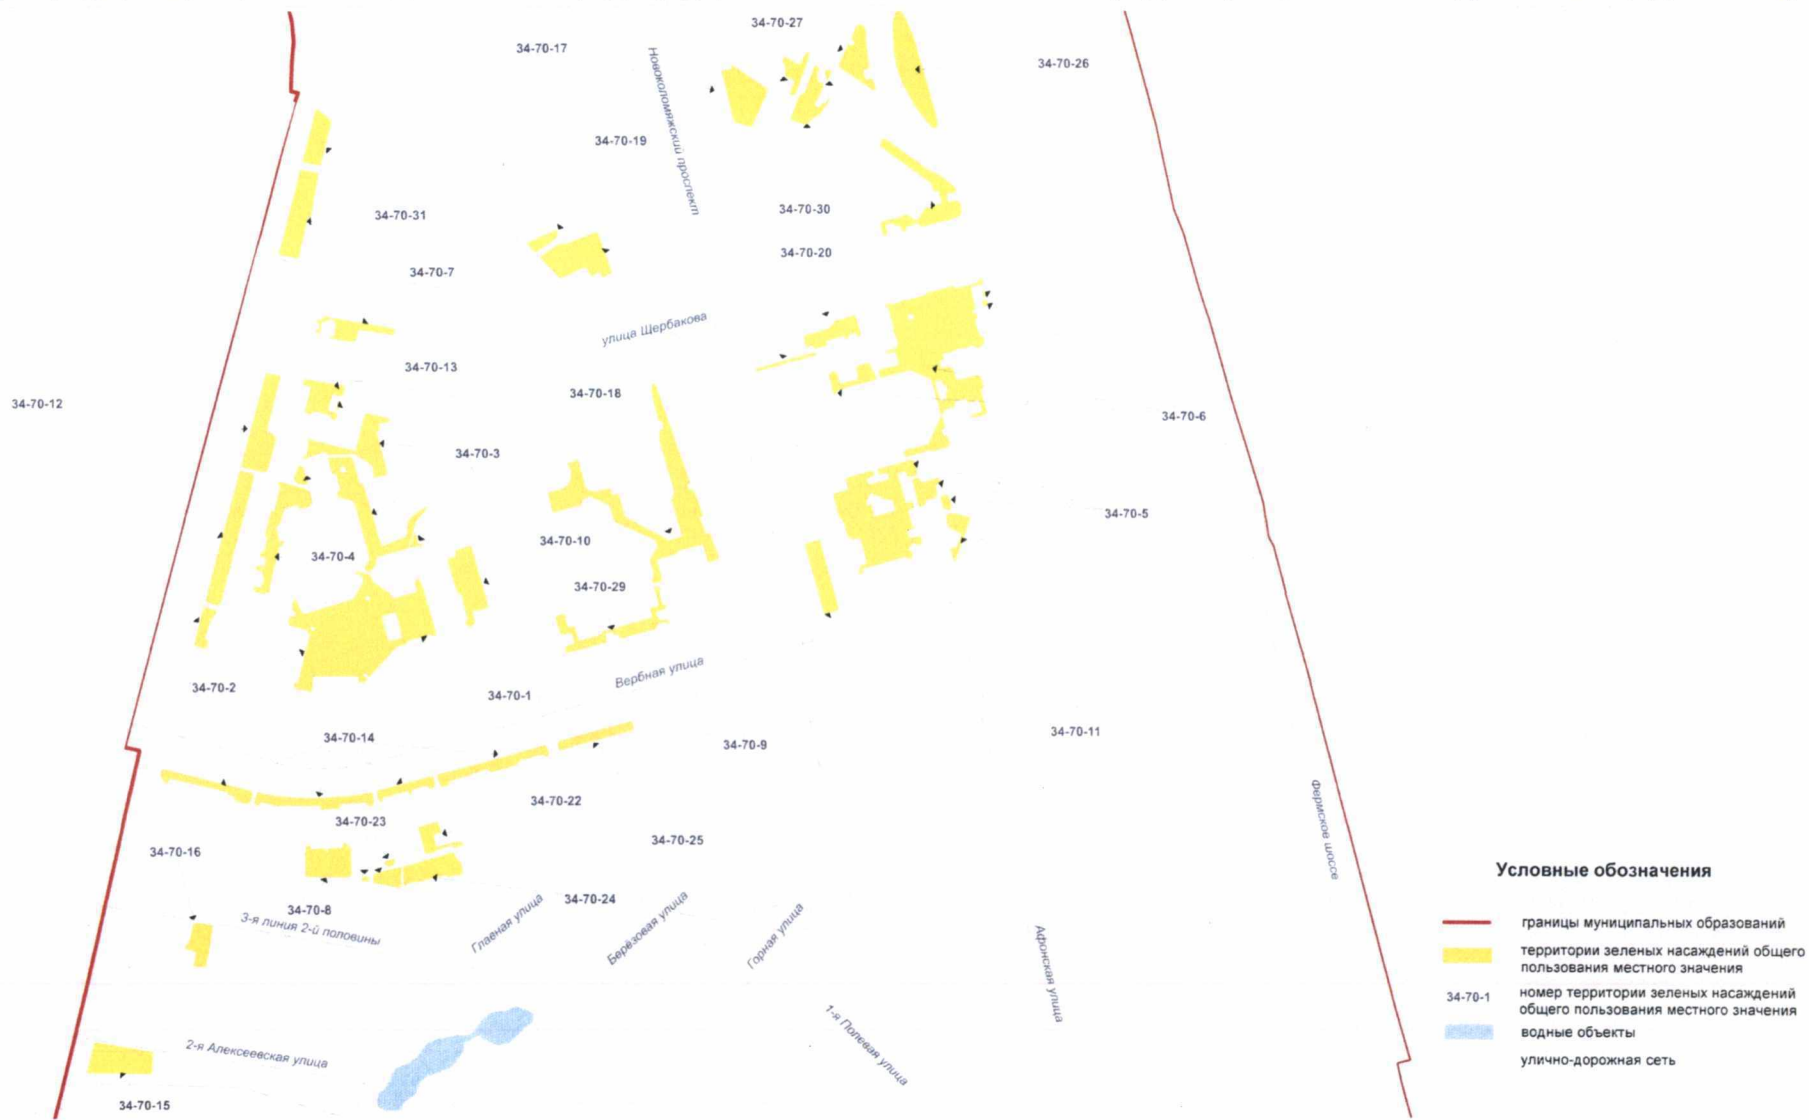 34-70-27
34-70-17
34-70-26
Новоколомяжский проспект
34-70-19
34-70-31
34-70-30
34-70-20
34-70-7
улица Щербакова
34-70-13
34-70-18
34-70-12
34-70-6
34-70-3
34-70-5
34-70-10
34-70-4
34-70-29
Вербная улица
34-70-2
34-70-1
34-70-14
34-70-9
34-70-11
34-70-22
34-70-23
34-70-25
34-70-16
Фермское шоссе
34-70-8
34-70-24
3-я линия 2-й половины
Главная улица
Берёзовая улица
Горная улица
Афонская улица
1-я Полевая улица
2-я Алексеевская улица
34-70-15
Условные обозначения
границы муниципальных образований
территории зеленых насаждений общего
пользования местного значения
34-70-1
номер территории зеленых насаждений
общего пользования местного значения
водные объекты
улично-дорожная сеть